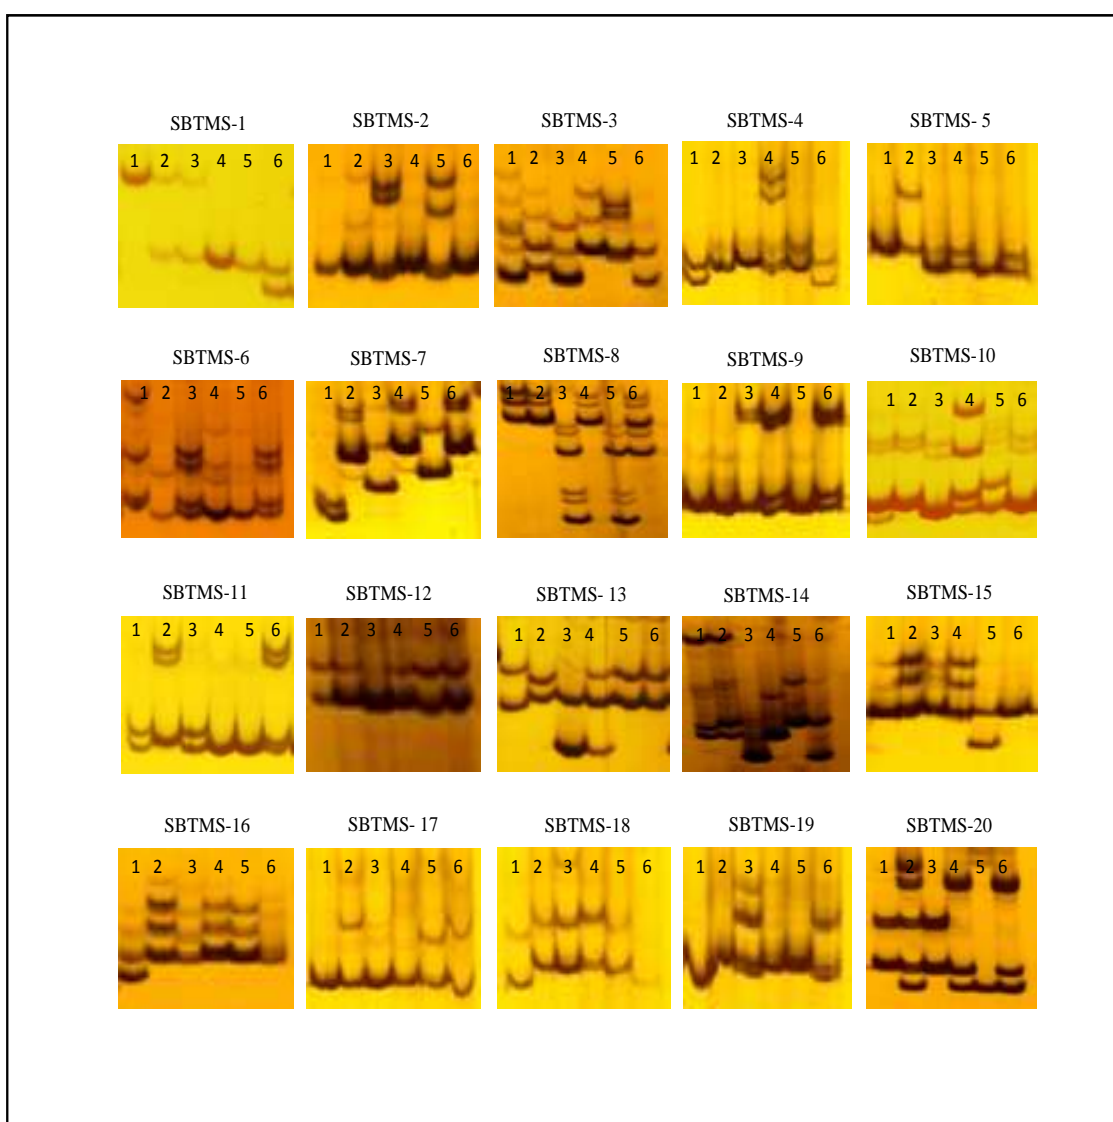 SBTMS-1 SBTMS-2 SBTMS-3 SBTMS-4 SBTMS- 5
1 2 3 4 5 6 1 2 3 4 5 6 1 2 3 4 5 6 1 2 3 4 5 6 1 2 3 4 5 6
SBTMS-6 SBTMS-7 SBTMS-8 SBTMS-9 SBTMS-10
1 2 3 4 5 6 1 2 3 4 5 6 1 2 3 4 5 6 1 2 3 4 5 6 1 2 3 4 5 6
SBTMS-11 SBTMS-12 SBTMS- 13 SBTMS-14 SBTMS-15
1 2 3 4 5 6 1 2 3 4 5 6 1 2 3 4 5 6 1 2 3 4 5 6 1 2 3 4 5 6
SBTMS-16 SBTMS- 17 SBTMS-18 SBTMS-19 SBTMS-20
1 2 3 4 5 6 1 2 3 4 5 6 1 2 3 4 5 6 1 2 3 4 5 6 1 2 3 4 5 6